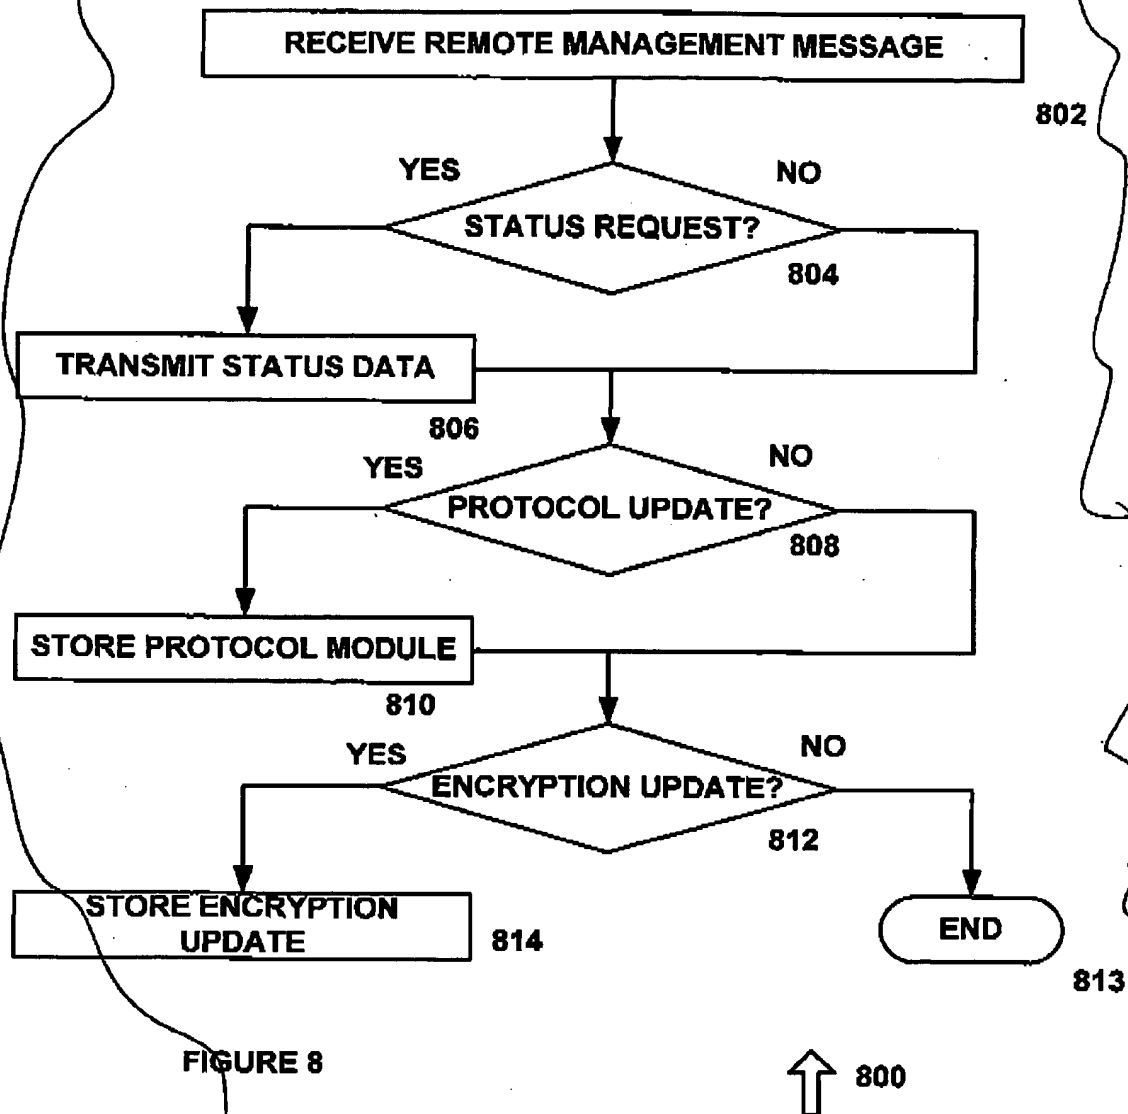 RECEIVE REMOTE MANAGEMENT MESSAGE
802
YES
NO
STATUS REQUEST?
804
TRANSMIT STATUS DATA
806
YES
NO
PROTOCOL UPDATE?
808
STORE PROTOCOL MODULE
810
YES
NO
ENCRYPTION UPDATE?
812
STORE ENCRYPTION
UPDATE
814
END
813
FIGURE 8
800